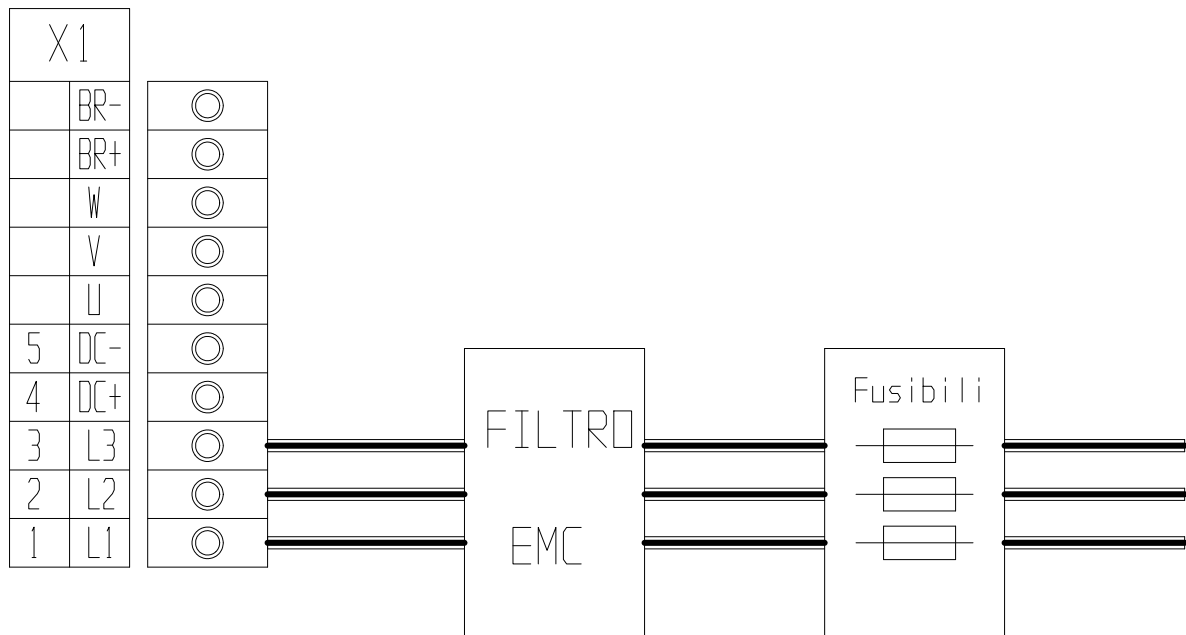 X1
BR-
BR+
W
V
U
5 DC-
4 DC+
3 L3
2 L2
1 L1
FILTRO
EMC
Fusibili